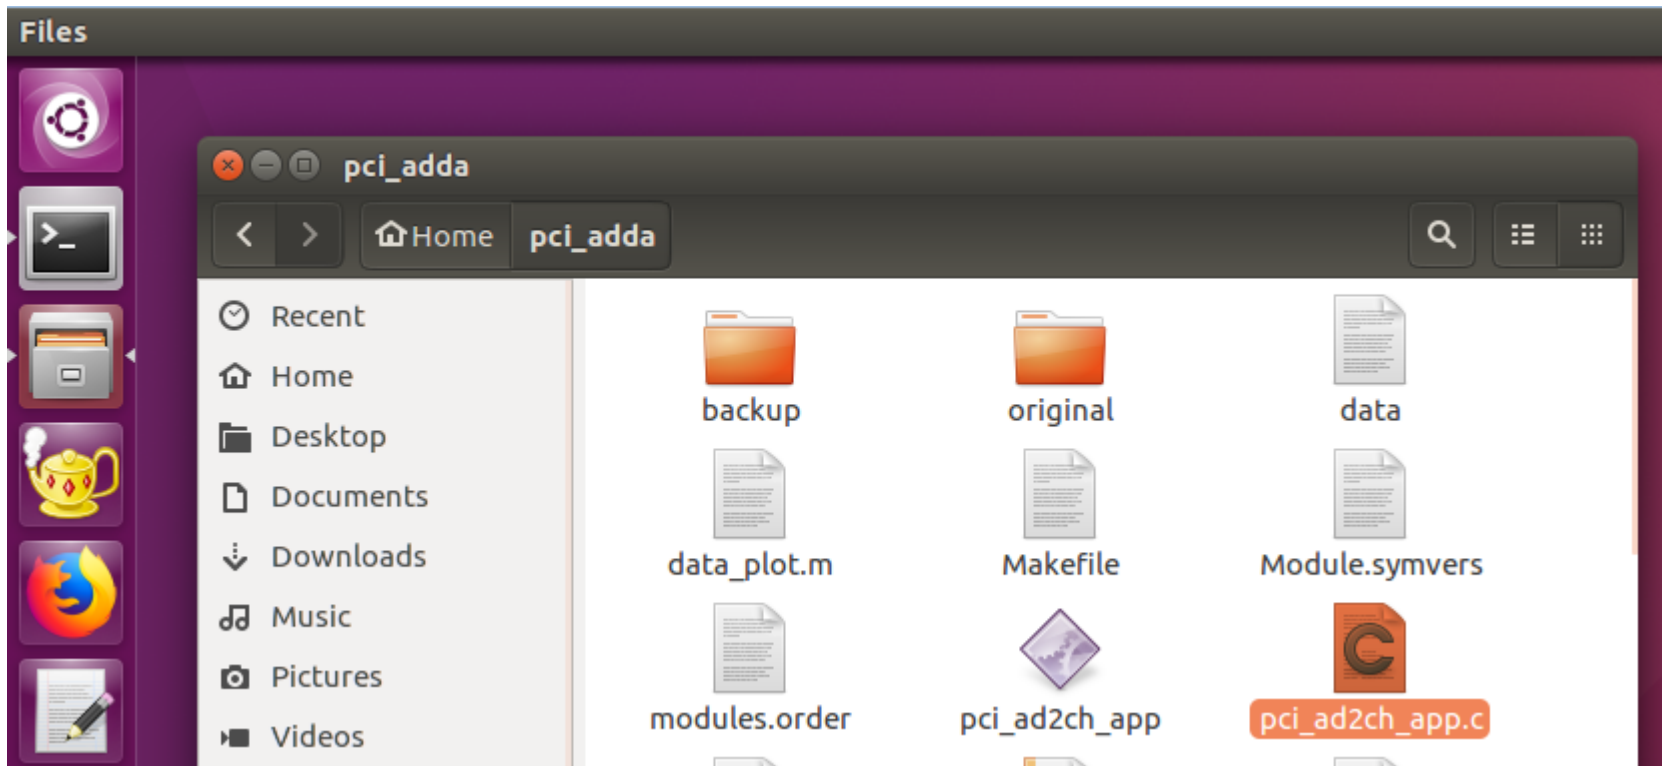 Files
pci_adda
Home pci_adda
Recent
Home
Desktop
Documents
Downloads
Music
Pictures
Videos
backup original data
data_plot.m Makefile Module.symvers
modules.order pci_ad2ch_app pci_ad2ch_app.c